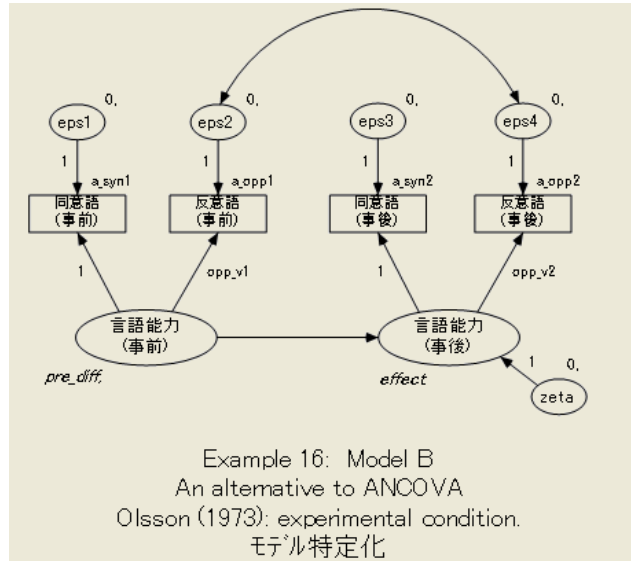 0, 0, 0, 0,
eps1 eps2 eps3 eps4
1 1 1 1
a_syn1 a_opp1 a_syn2 a_opp2
同意語 反意語 同意語 反意語
(事前) (事前) (事後) (事後)
1 opp_v1 1 opp_v2
言語能力 言語能力
(事前) (事後)
pre_diff, effect
1 0,
zeta
Example 16: Model B
An alternative to ANCOVA
Olsson (1973): experimental condition.
モデル特定化